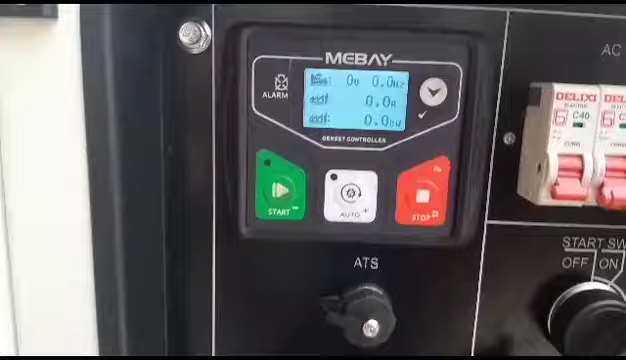 MEBAY
ALARM
0V 0.0Hz
0.0A
0.0kW
GENSET CONTROLLER
START −
AUTO +
STOP
ATS
AC
DELIXI
C40
DELIXI
START SW
OFF ON